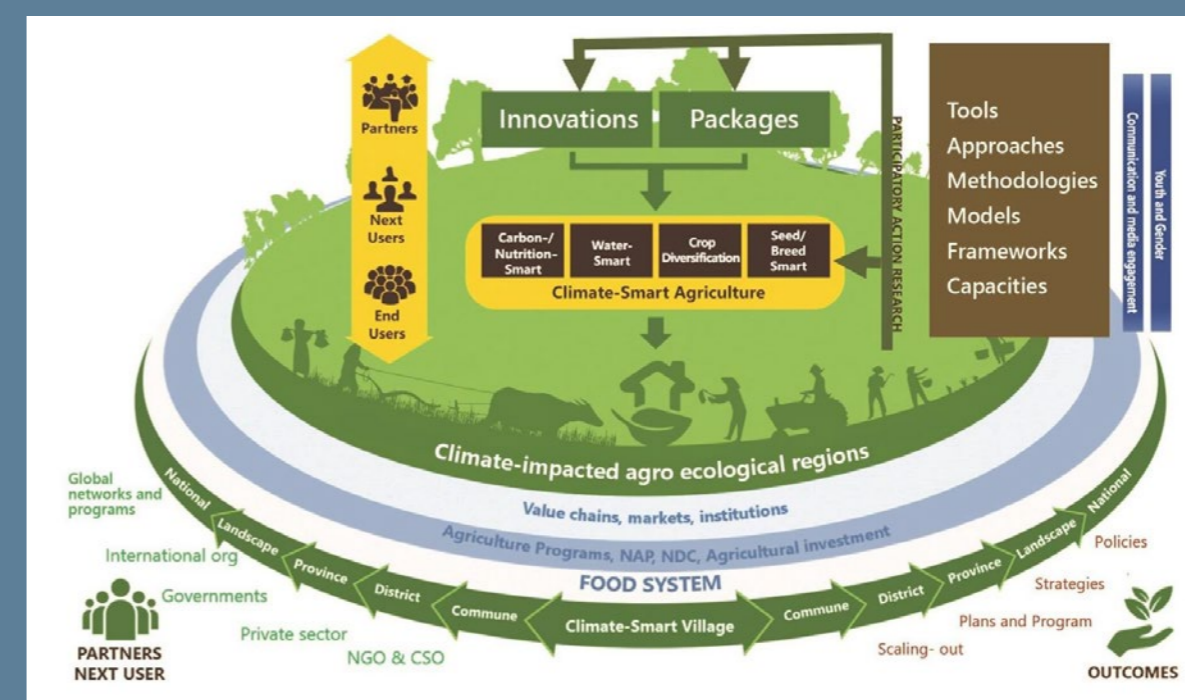 Partners
Next
Users
End
Users
Innovations
Packages
Carbon-/
Nutrition-
Smart
Water-
Smart
Crop
Diversification
Seed/
Breed
Smart
Climate-Smart Agriculture
PARTICIPATORY ACTION RESEARCH
Tools
Approaches
Methodologies
Models
Frameworks
Capacities
Communication and media engagement
Youth and Gender
Climate-impacted agro ecological regions
Value chains, markets, institutions
Agriculture Programs, NAP, NDC, Agricultural investment
FOOD SYSTEM
National
Landscape
Province
District
Commune
Climate-Smart Village
Commune
District
Province
Landscape
National
Global
networks and
programs
International org
Governments
Private sector
NGO & CSO
PARTNERS
NEXT USER
Policies
Strategies
Plans and Program
Scaling- out
OUTCOMES